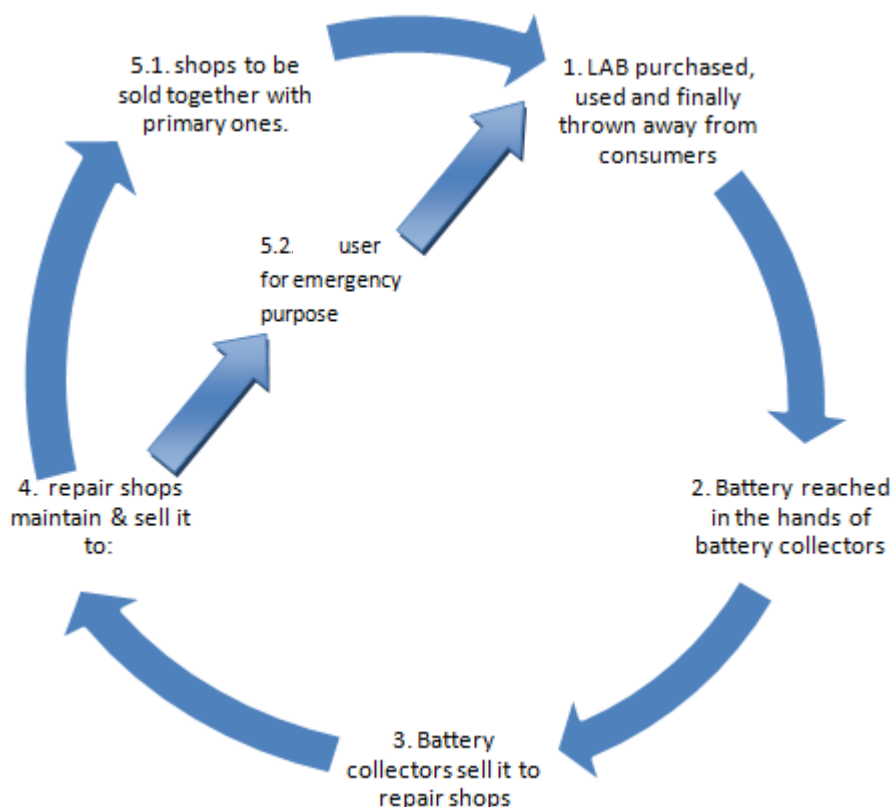 5.1. shops to be
sold together with
primary ones.
1. LAB purchased,
used and finally
thrown away from
consumers
5.2. user
for emergency
purpose
4. repair shops
maintain & sell it
to:
2. Battery reached
in the hands of
battery collectors
3. Battery
collectors sell it to
repair shops